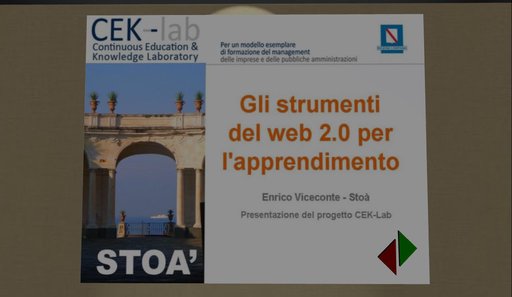 CEK-lab
Continuous Education &
Knowledge Laboratory
Per un modello esemplare
di formazione del management
delle imprese e delle pubbliche amministrazioni
Gli strumenti
del web 2.0 per
l'apprendimento
Enrico Viceconte - Stoà
Presentazione del progetto CEK-Lab
STOA'